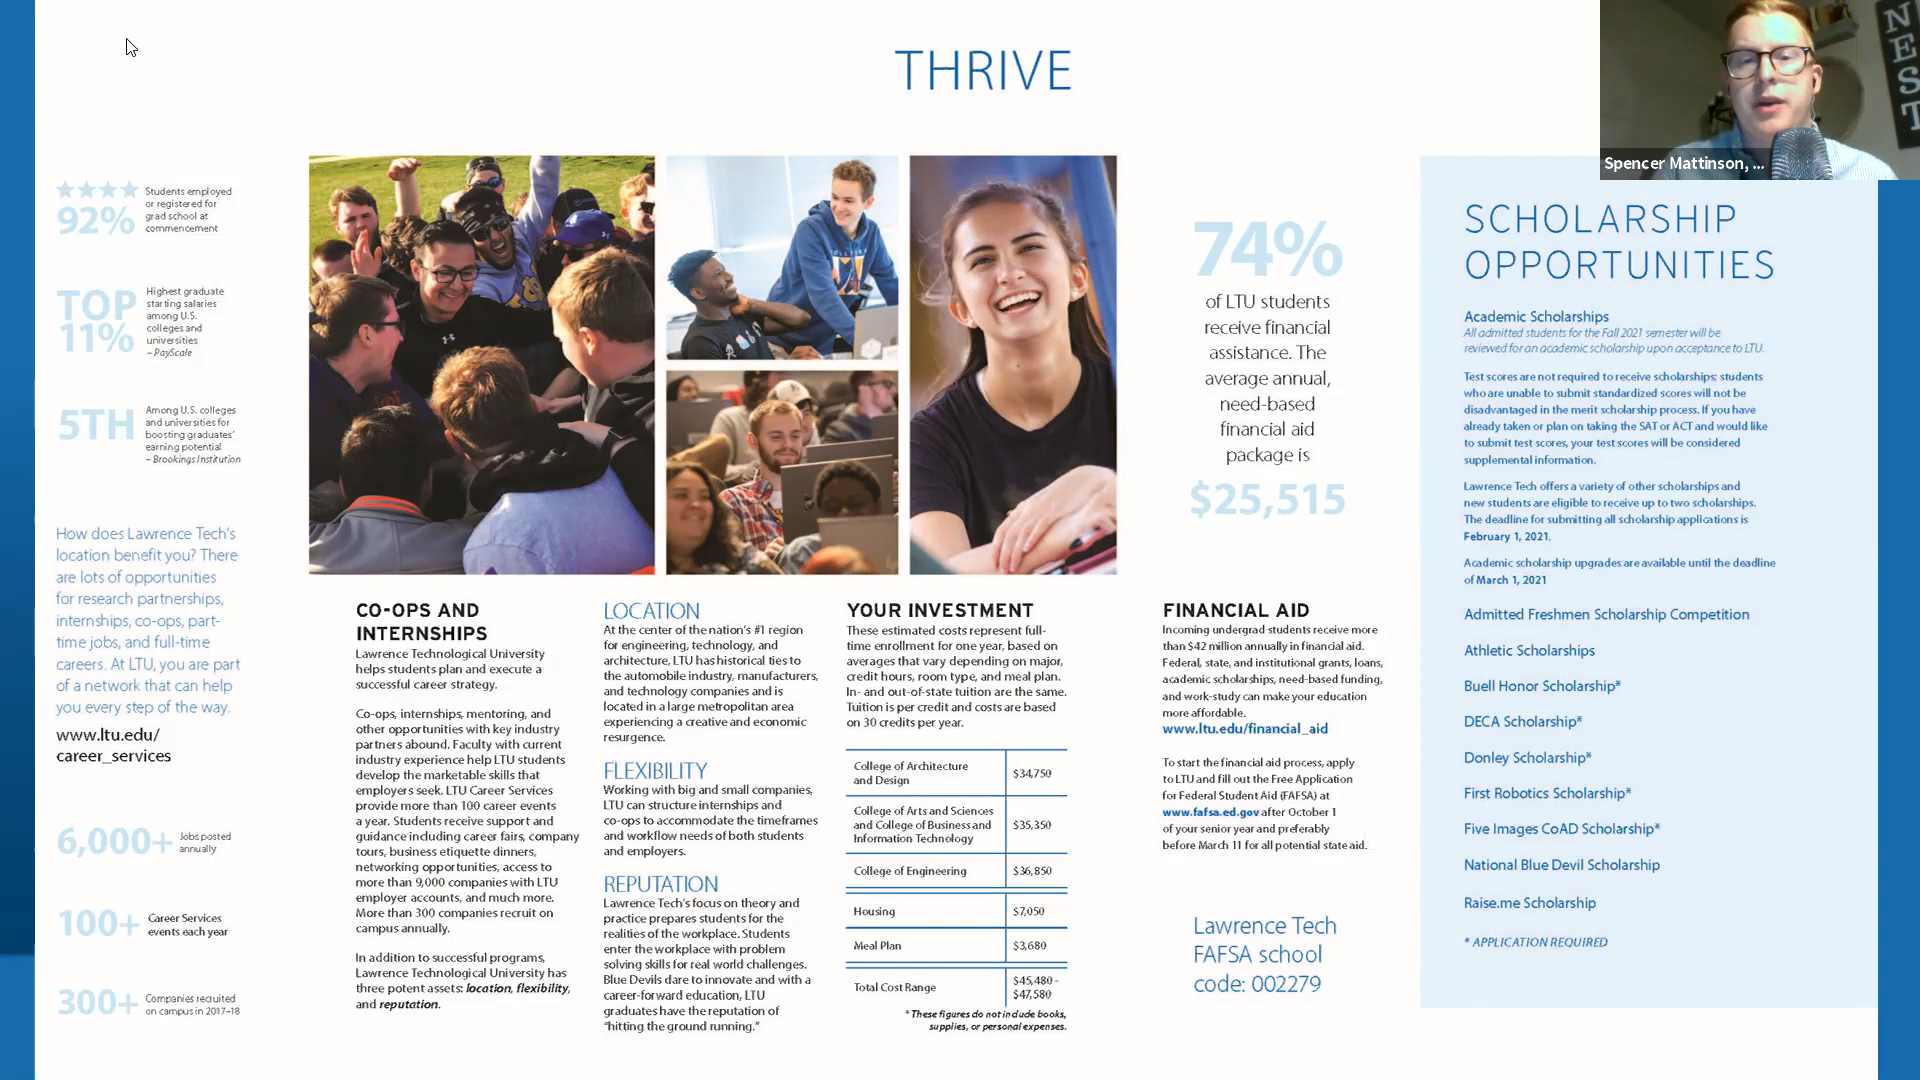 THRIVE
NEST
Spencer Mattinson, ...
92%
Students employed
or registered for
grad school at
commencement
TOP
11%
Highest graduate
starting salaries
among U.S.
colleges and
universities
– PayScale
5TH
Among U.S. colleges
and universities for
boosting graduates'
earning potential
– Brookings Institution
How does Lawrence Tech's
location benefit you? There
are lots of opportunities
for research partnerships,
internships, co-ops, part-
time jobs, and full-time
careers. At LTU, you are part
of a network that can help
you every step of the way.
www.ltu.edu/
career_services
6,000+
Jobs posted
annually
100+
Career Services
events each year
300+
Companies recruited
on campus in 2017-18
CO-OPS AND
INTERNSHIPS
Lawrence Technological University
helps students plan and execute a
successful career strategy.
Co-ops, internships, mentoring, and
other opportunities with key industry
partners abound. Faculty with current
industry experience help LTU students
develop the marketable skills that
employers seek. LTU Career Services
provide more than 100 career events
a year. Students receive support and
guidance including career fairs, company
tours, business etiquette dinners,
networking opportunities, access to
more than 9,000 companies with LTU
employer accounts, and much more.
More than 300 companies recruit on
campus annually.
In addition to successful programs,
Lawrence Technological University has
three potent assets: location, flexibility,
and reputation.
LOCATION
At the center of the nation's #1 region
for engineering, technology, and
architecture, LTU has historical ties to
the automobile industry, manufacturers,
and technology companies and is
located in a large metropolitan area
experiencing a creative and economic
resurgence.
FLEXIBILITY
Working with big and small companies,
LTU can structure internships and
co-ops to accommodate the timeframes
and workflow needs of both students
and employers.
REPUTATION
Lawrence Tech's focus on theory and
practice prepares students for the
realities of the workplace. Students
enter the workplace with problem
solving skills for real world challenges.
Blue Devils dare to innovate and with a
career-forward education, LTU
graduates have the reputation of
"hitting the ground running."
YOUR INVESTMENT
These estimated costs represent full-
time enrollment for one year, based on
averages that vary depending on major,
credit hours, room type, and meal plan.
In- and out-of-state tuition are the same.
Tuition is per credit and costs are based
on 30 credits per year.
College of Architecture
and Design
$34,750
College of Arts and Sciences
and College of Business and
Information Technology
$35,350
College of Engineering
$36,850
Housing
$7,050
Meal Plan
$3,680
Total Cost Range
$45,480 -
$47,580
* These figures do not include books,
supplies, or personal expenses.
74%
of LTU students
receive financial
assistance. The
average annual,
need-based
financial aid
package is
$25,515
FINANCIAL AID
Incoming undergrad students receive more
than $42 million annually in financial aid.
Federal, state, and institutional grants, loans,
academic scholarships, need-based funding,
and work-study can make your education
more affordable.
www.ltu.edu/financial_aid
To start the financial aid process, apply
to LTU and fill out the Free Application
for Federal Student Aid (FAFSA) at
www.fafsa.ed.gov after October 1
of your senior year and preferably
before March 11 for all potential state aid.
Lawrence Tech
FAFSA school
code: 002279
SCHOLARSHIP
OPPORTUNITIES
Academic Scholarships
All admitted students for the Fall 2021 semester will be
reviewed for an academic scholarship upon acceptance to LTU.
Test scores are not required to receive scholarships; students
who are unable to submit standardized scores will not be
disadvantaged in the merit scholarship process. If you have
already taken or plan on taking the SAT or ACT and would like
to submit test scores, your test scores will be considered
supplemental information.
Lawrence Tech offers a variety of other scholarships and
new students are eligible to receive up to two scholarships.
The deadline for submitting all scholarship applications is
February 1, 2021.
Academic scholarship upgrades are available until the deadline
of March 1, 2021
Admitted Freshmen Scholarship Competition
Athletic Scholarships
Buell Honor Scholarship*
DECA Scholarship*
Donley Scholarship*
First Robotics Scholarship*
Five Images CoAD Scholarship*
National Blue Devil Scholarship
Raise.me Scholarship
* APPLICATION REQUIRED